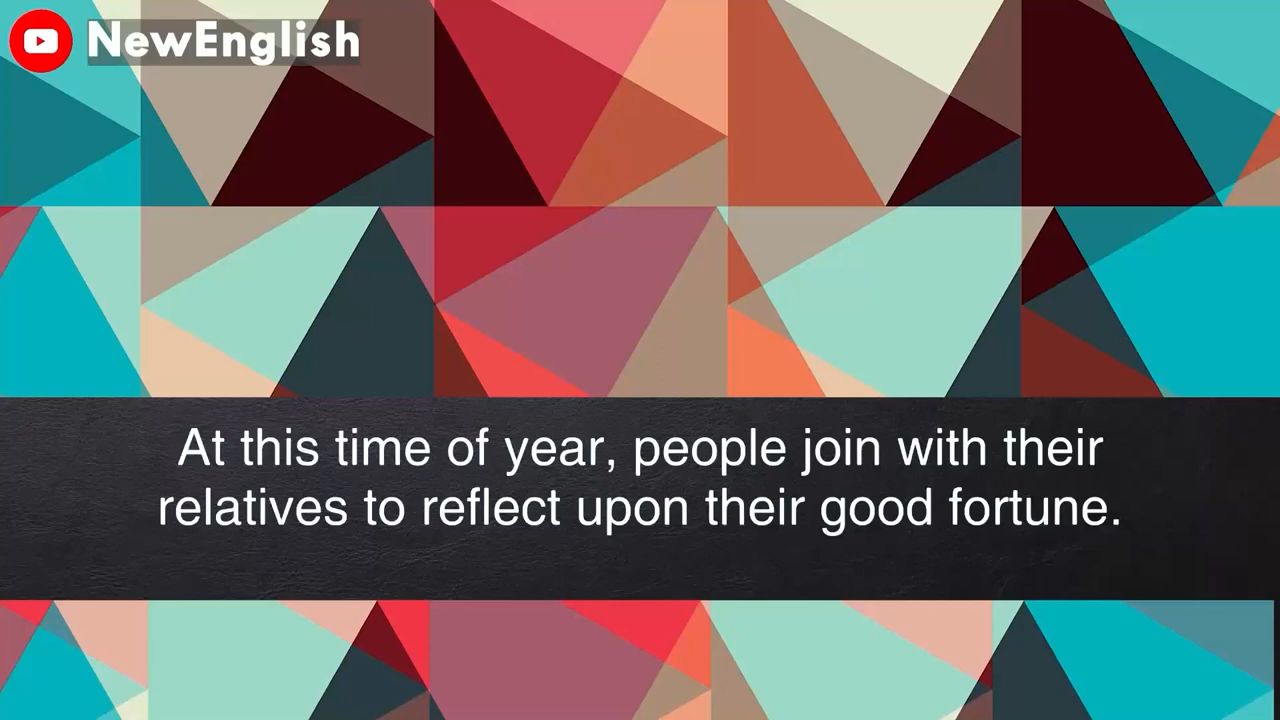 NewEnglish
At this time of year, people join with their
relatives to reflect upon their good fortune.